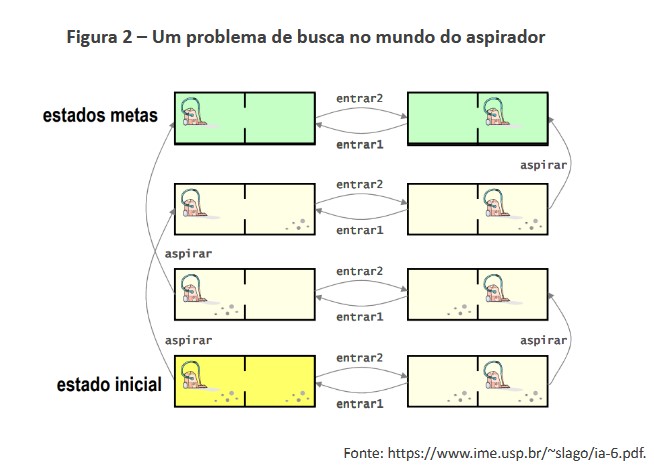 Figura 2 – Um problema de busca no mundo do aspirador
estados metas
entrar2
entrar1
aspirar
entrar2
entrar1
aspirar
entrar2
entrar1
aspirar
aspirar
estado inicial
entrar2
entrar1
Fonte: https://www.ime.usp.br/~slago/ia-6.pdf.